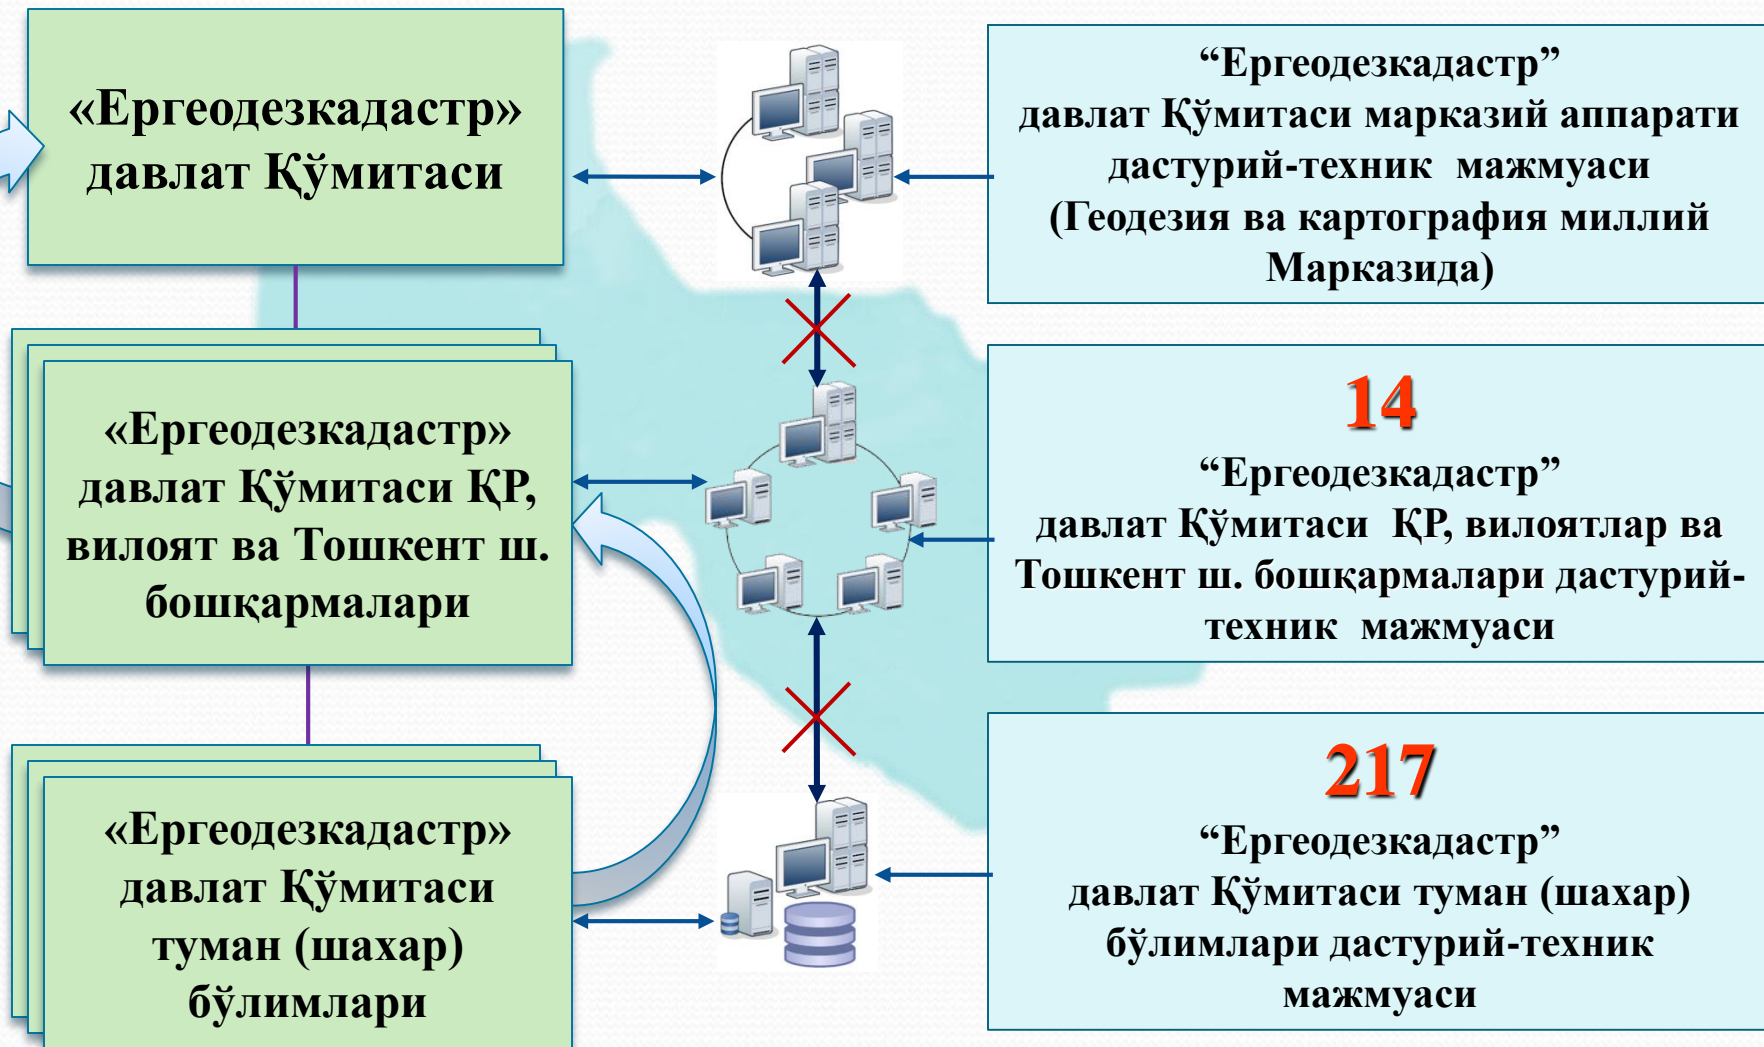 «Ергеодезкадастр»
давлат Қўмитаси
“Ергеодезкадастр”
давлат Қўмитаси марказий аппарати
дастурий-техник мажмуаси
(Геодезия ва картография миллий
Марказида)
«Ергеодезкадастр»
давлат Қўмитаси ҚР,
вилоят ва Тошкент ш.
бошқармалари
14
“Ергеодезкадастр”
давлат Қўмитаси ҚР, вилоятлар ва
Тошкент ш. бошқармалари дастурий-
техник мажмуаси
«Ергеодезкадастр»
давлат Қўмитаси
туман (шахар)
бўлимлари
217
“Ергеодезкадастр”
давлат Қўмитаси туман (шахар)
бўлимлари дастурий-техник
мажмуаси